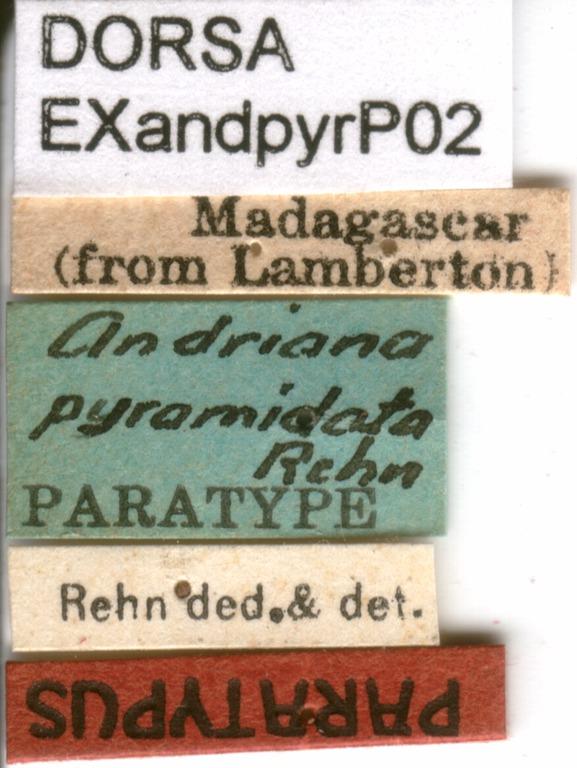 DORSA
EXandpyrP02
Madagascar
(from Lamberton)
Andriana
pyramidata
Rehn
PARATYPE
Rehn ded. & det.
PARATYPUS